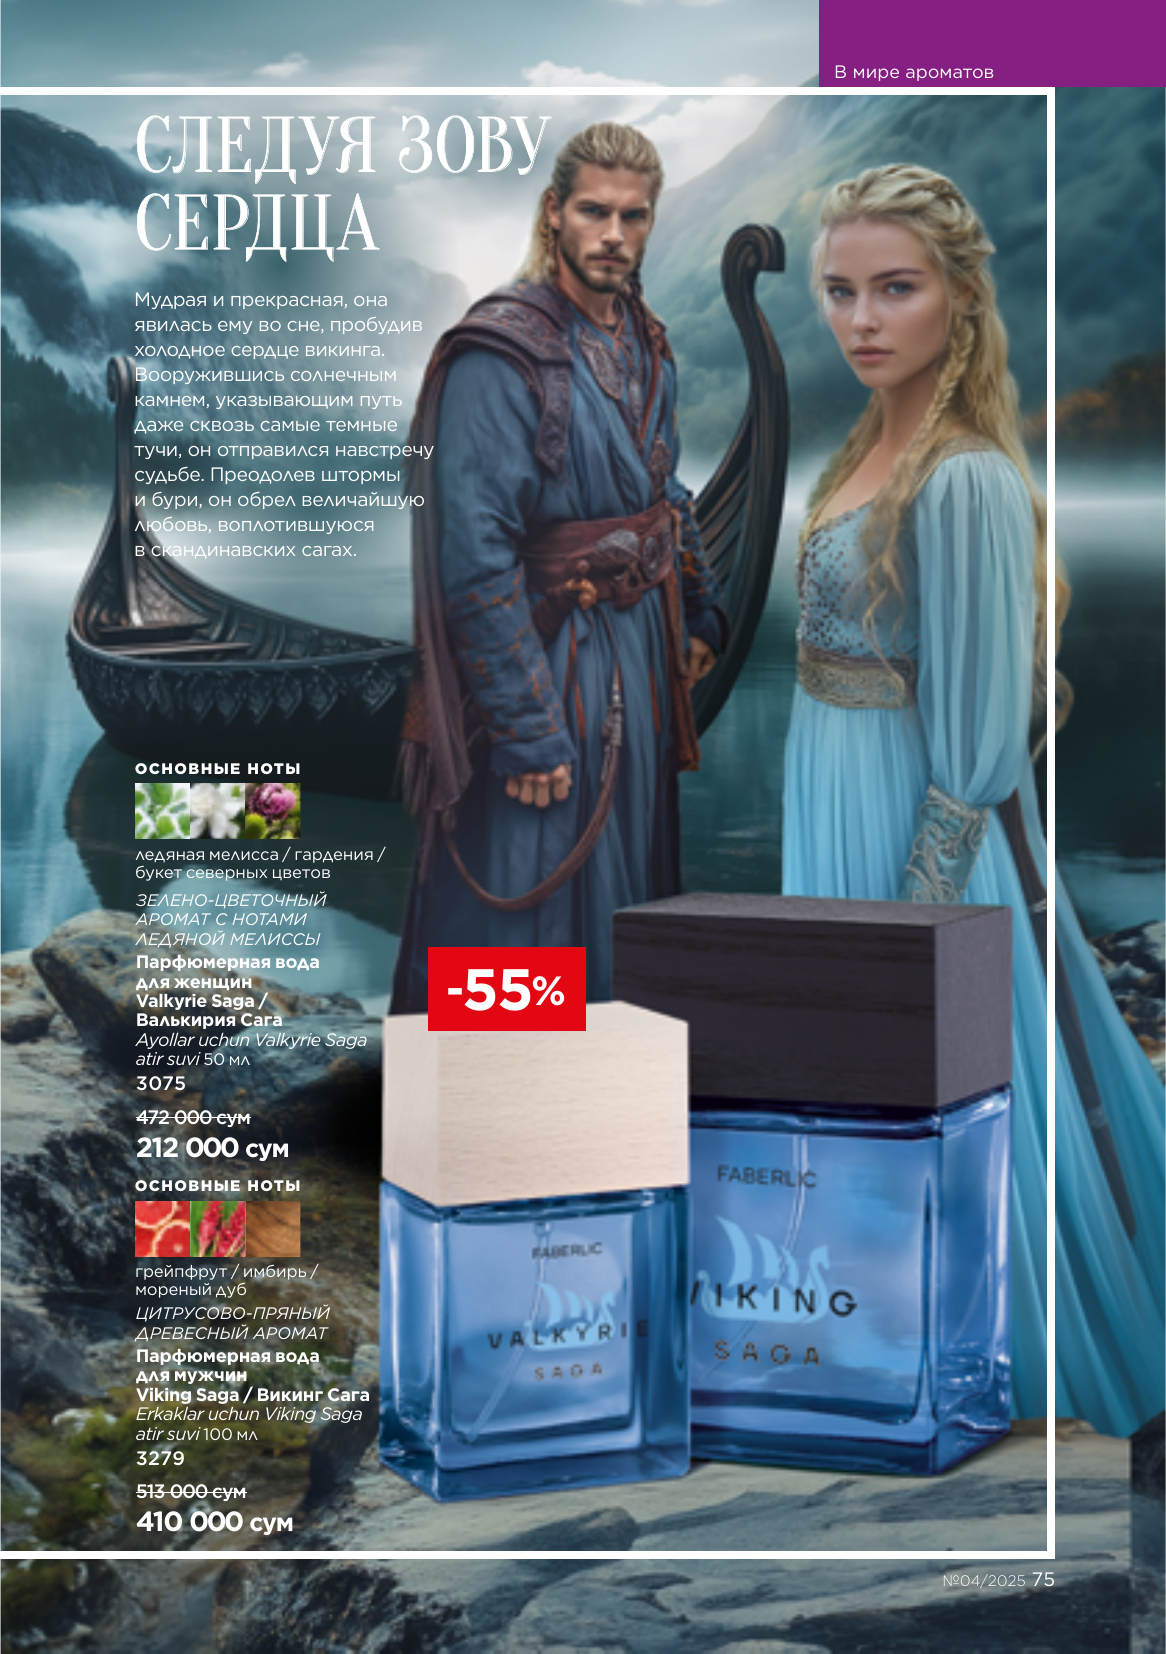 В мире ароматов
СЛЕДУЯ ЗОВУ
СЕРДЦА
Мудрая и прекрасная, она
явилась ему во сне, пробудив
холодное сердце викинга.
Вооружившись солнечным
камнем, указывающим путь
даже сквозь самые темные
тучи, он отправился навстречу
судьбе. Преодолев штормы
и бури, он обрел величайшую
любовь, воплотившуюся
в скандинавских сагах.
ОСНОВНЫЕ НОТЫ
ледяная мелисса / гардения /
букет северных цветов
ЗЕЛЕНО-ЦВЕТОЧНЫЙ
АРОМАТ С НОТАМИ
ЛЕДЯНОЙ МЕЛИССЫ
Парфюмерная вода
для женщин
Valkyrie Saga /
Валькирия Сага
Ayollar uchun Valkyrie Saga
atir suvi 50 мл
3075
472 000 сум
212 000 сум
ОСНОВНЫЕ НОТЫ
грейпфрут / имбирь /
мореный дуб
ЦИТРУСОВО-ПРЯНЫЙ
ДРЕВЕСНЫЙ АРОМАТ
Парфюмерная вода
для мужчин
Viking Saga / Викинг Сага
Erkaklar uchun Viking Saga
atir suvi 100 мл
3279
513 000 сум
410 000 сум
-55%
FABERLIC
VALKYRIE
SAGA
FABERLIC
VIKING
SAGA
№04/2025 75